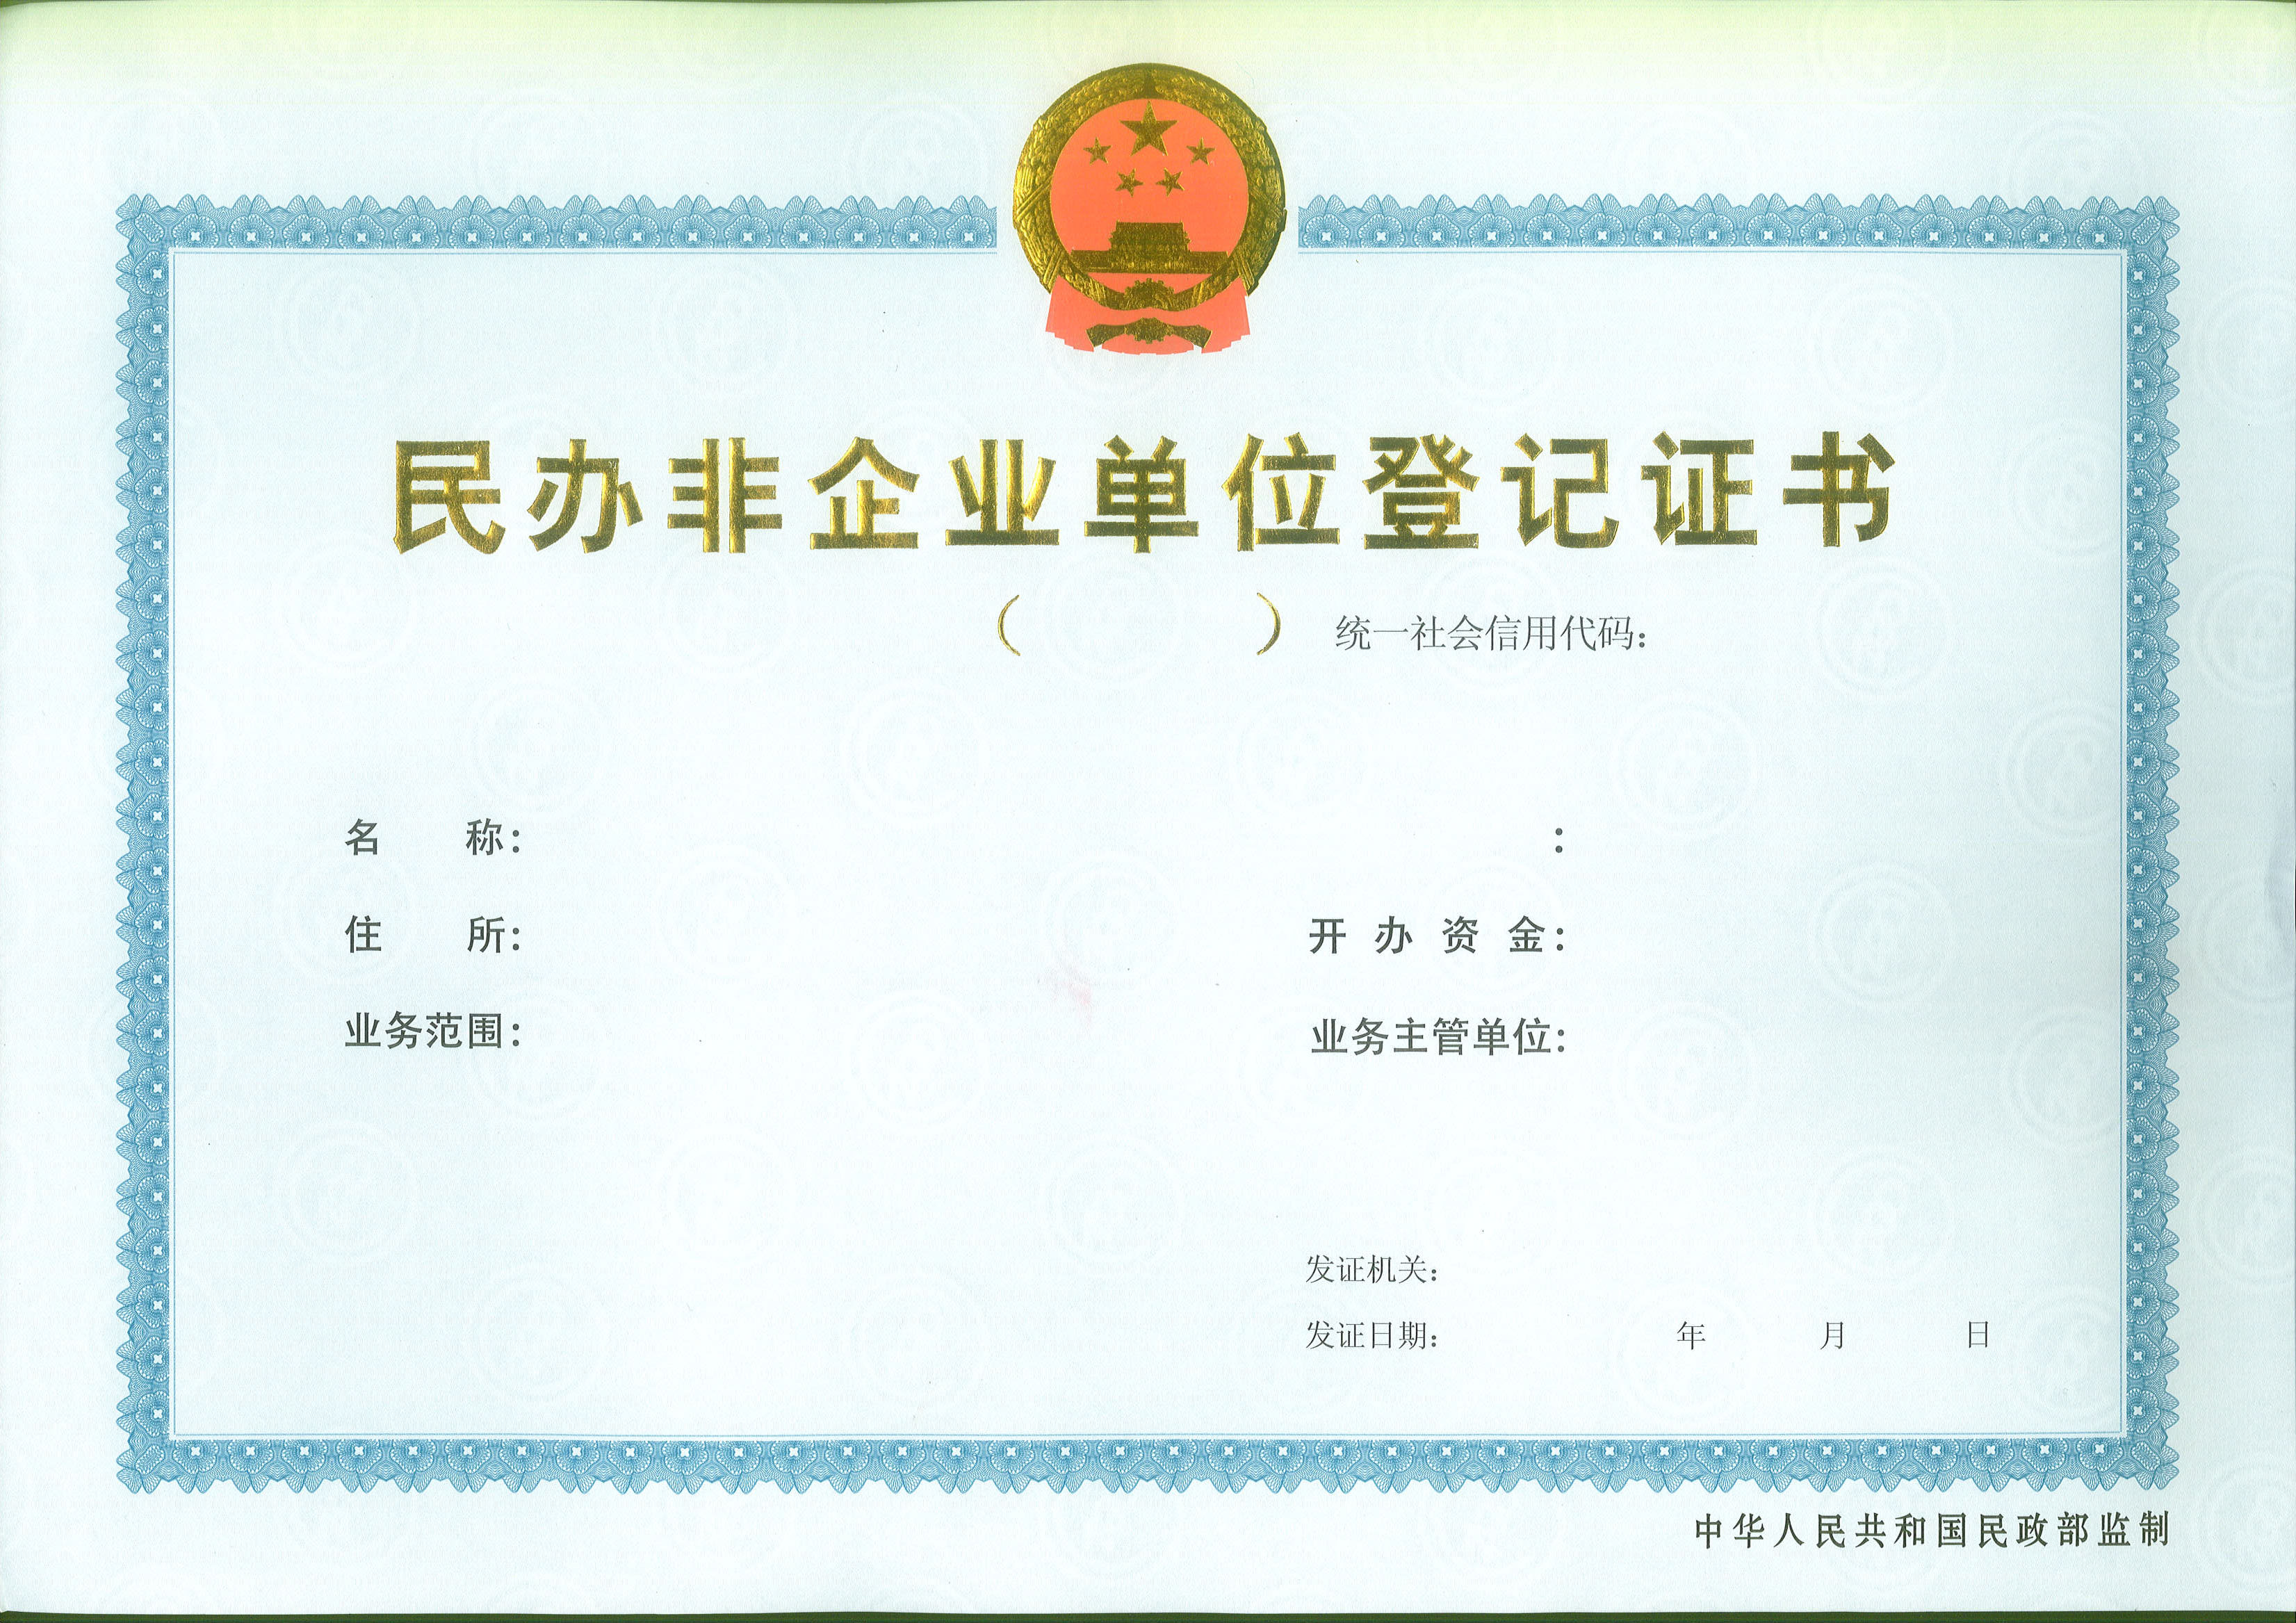 民办非企业单位登记证书
（ ） 统一社会信用代码：
名 称：
：
住 所：
开 办 资 金：
业务范围：
业务主管单位：
发证机关：
发证日期： 年 月 日
中华人民共和国民政部监制